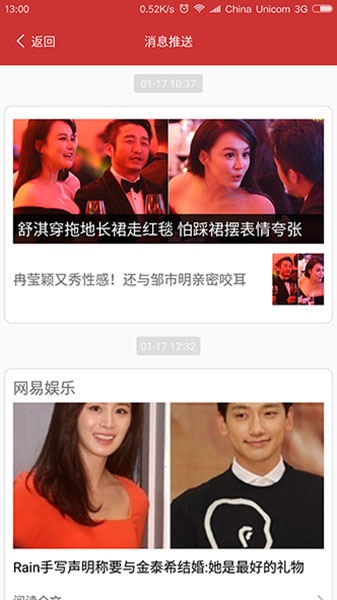 13:00
0.52K/s China Unicom 3G
返回
消息推送
01-17 10:37
舒淇穿拖地长裙走红毯 怕踩裙摆表情夸张
冉莹颖又秀性感！还与邹市明亲密咬耳
01-17 12:32
网易娱乐
Rain手写声明称要与金泰希结婚:她是最好的礼物
阅读全文